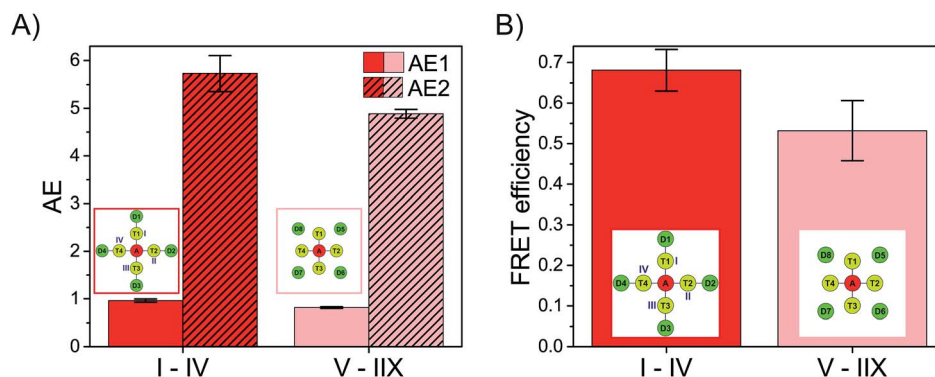 A)
AE
6
5
4
3
2
1
0
AE1
AE2
D1
T1 I
IV
D4 T4 A T2 D2
II
III T3
D3
D8 T1 D5
T4 A T2
D7 T3 D6
I - IV
V - IIX
B)
FRET efficiency
0.7
0.6
0.5
0.4
0.3
0.2
0.1
0.0
D1
T1 I
IV
D4 T4 A T2 D2
II
III T3
D3
D8 T1 D5
T4 A T2
D7 T3 D6
I - IV
V - IIX